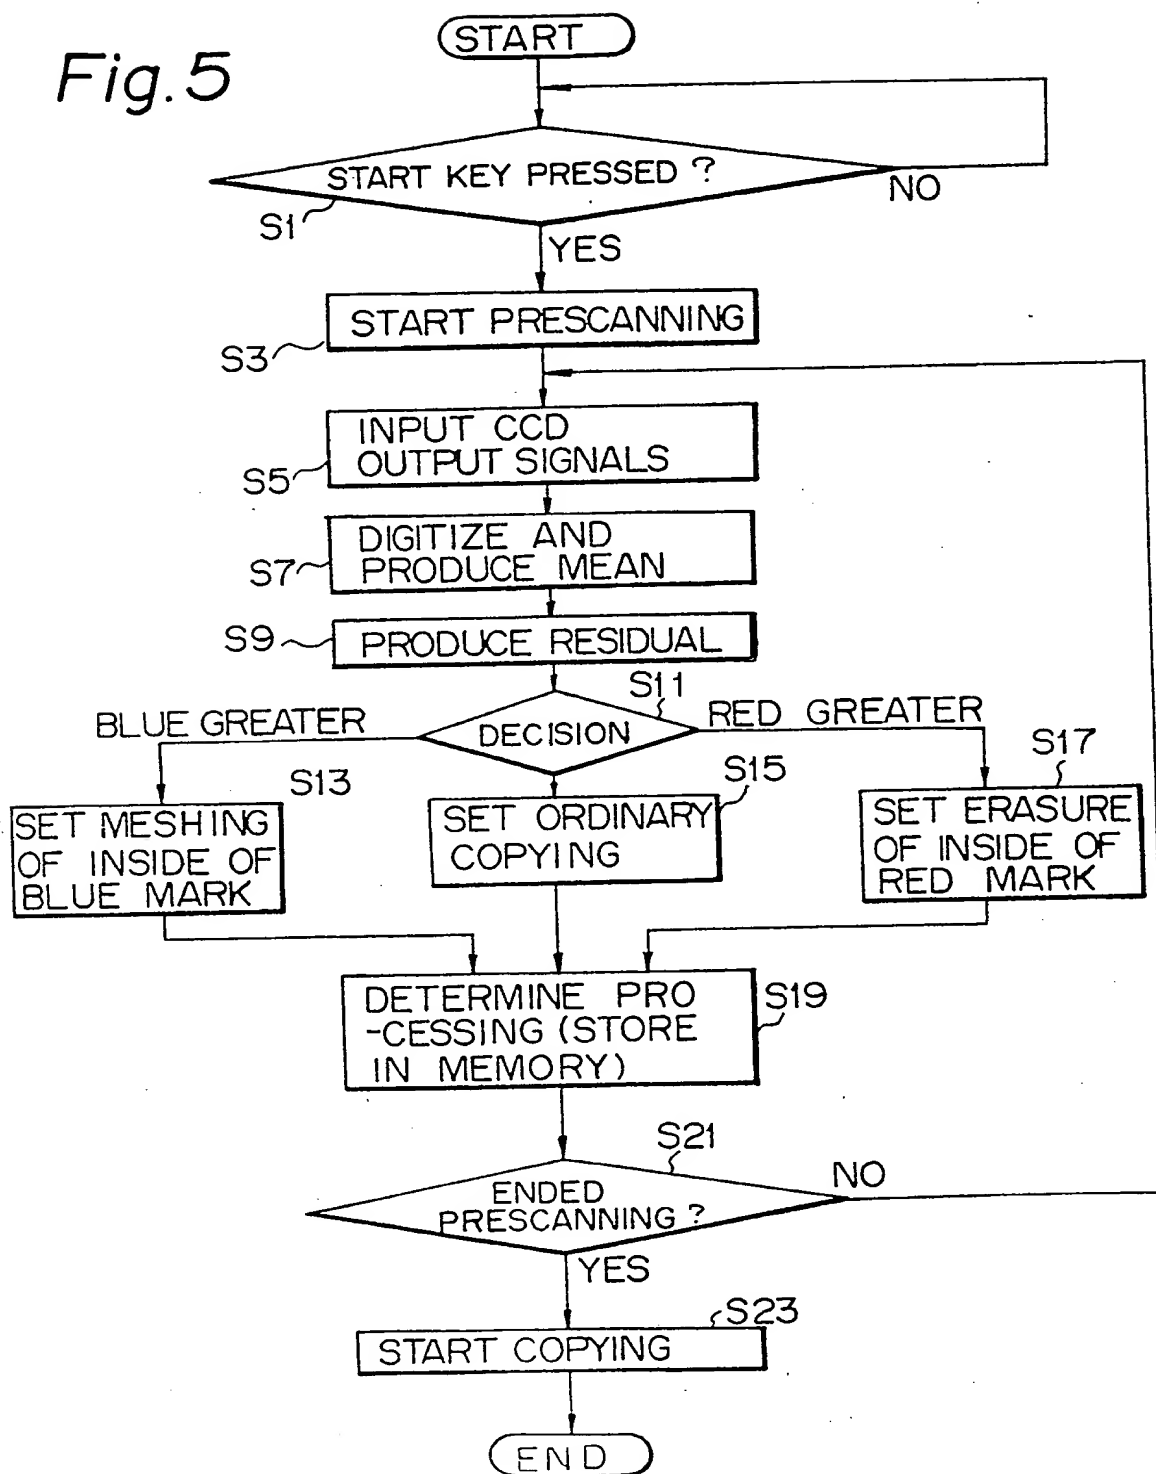 Fig.5
START
START KEY PRESSED ?
NO
S1
YES
START PRESCANNING
S3
INPUT CCD
OUTPUT SIGNALS
S5
DIGITIZE AND
PRODUCE MEAN
S7
S9
PRODUCE RESIDUAL
S11
BLUE GREATER
DECISION
RED GREATER
S13
SET MESHING
OF INSIDE OF
BLUE MARK
S15
SET ORDINARY
COPYING
S17
SET ERASURE
OF INSIDE OF
RED MARK
DETERMINE PRO
-CESSING (STORE
IN MEMORY)
S19
S21
ENDED
PRESCANNING ?
NO
YES
S23
START COPYING
END